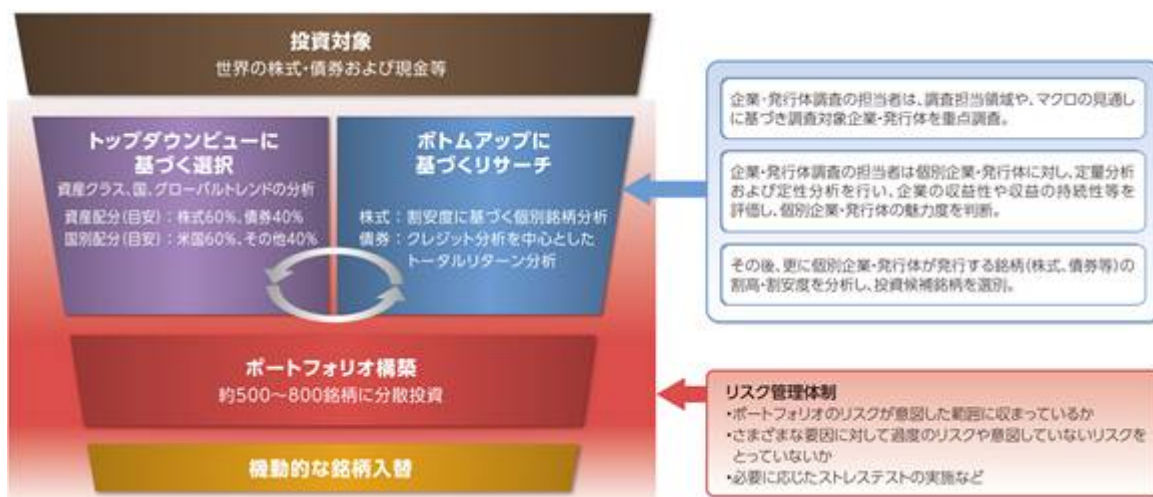 投資対象
世界の株式・債券および現金等
トップダウンビューに
基づく選択
資産クラス、国、グローバルトレンドの分析
資産配分(目安):株式60%、債券40%
国別配分(目安):米国60%、その他40%
ボトムアップに
基づくリサーチ
株式:割安度に基づく個別銘柄分析
債券:クレジット分析を中心とした
トータルリターン分析
ポートフォリオ構築
約500～800銘柄に分散投資
機動的な銘柄入替
企業・発行体調査の担当者は、調査担当領域や、マクロの見通し
に基づき調査対象企業・発行体を重点調査。
企業・発行体調査の担当者は個別企業・発行体に対し、定量分析
および定性分析を行い、企業の収益性や収益の持続性等を
評価し、個別企業・発行体の魅力度を判断。
その後、更に個別企業・発行体が発行する銘柄(株式、債券等)の
割高・割安度を分析し、投資候補銘柄を選別。
リスク管理体制
・ポートフォリオのリスクが意図した範囲に収まっているか
・さまざまな要因に対して過度のリスクや意図していないリスクを
とっていないか
・必要に応じたストレステストの実施など